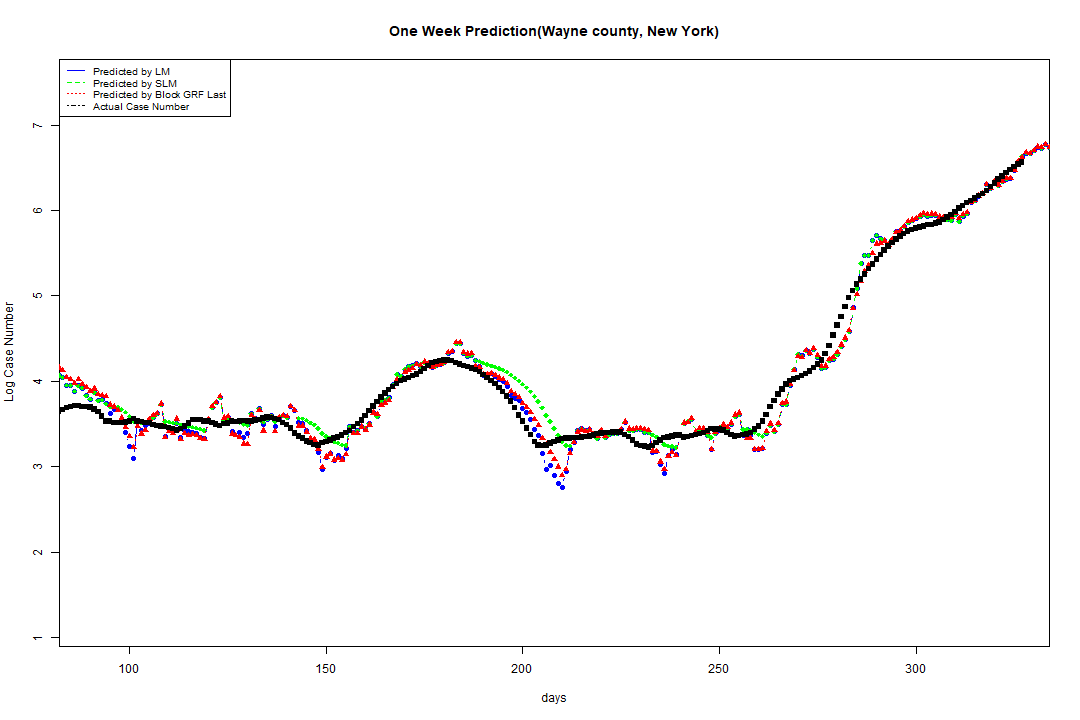 One Week Prediction(Wayne county, New York)
Predicted by LM
Predicted by SLM
Predicted by Block GRF Last
Actual Case Number
7
6
5
4
3
2
1
Log Case Number
100 150 200 250 300
days